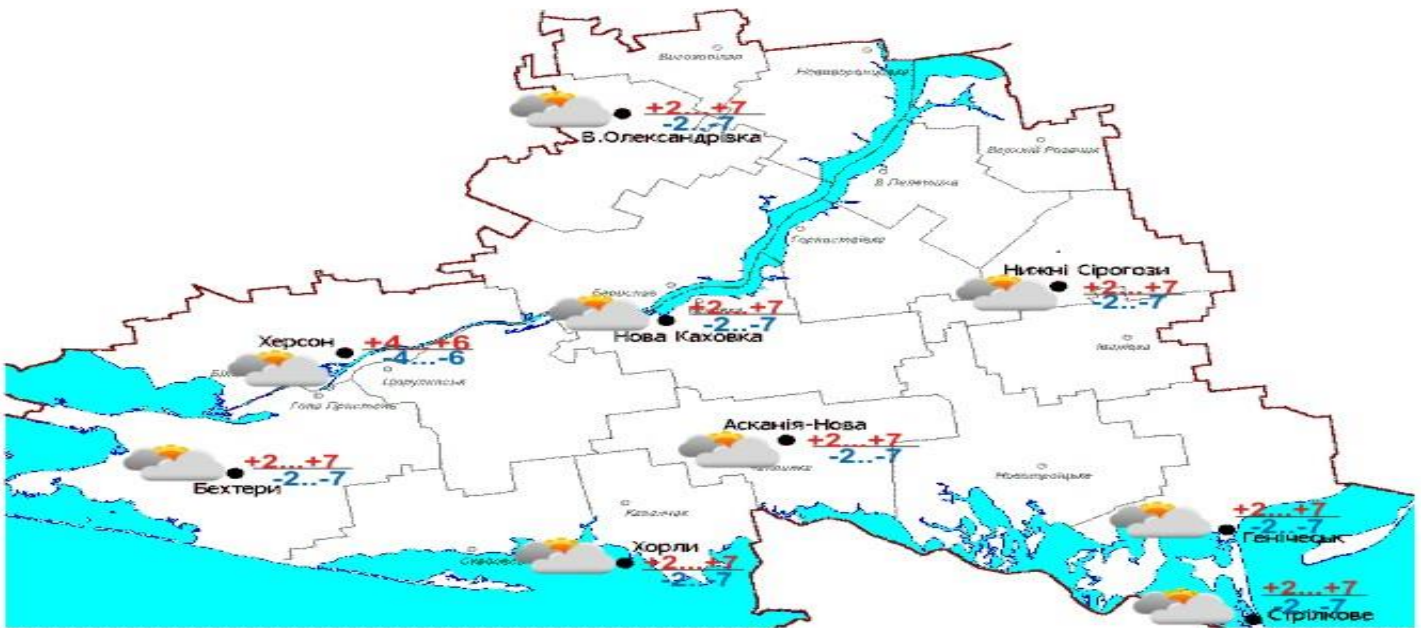 Високопілля
Нововоронцовка
+2...+7
-2..-7
В.Олександрівка
Верхній Рогачик
В.Лепетиха
Горностаївка
Нижні Сірогози
+2...+7
-2..-7
Берислав
+2...+7
-2..-7
Нова Каховка
Херсон
+4...+6
-4...-6
Іванівка
Цюрупинськ
Гола Пристань
Асканія-Нова
+2...+7
-2..-7
+2...+7
-2..-7
Бехтери
Новотроїцьке
Каланчак
+2...+7
-2..-7
Генічеськ
Хорли
+2...+7
-2..-7
+2...+7
-2..-7
Стрілкове